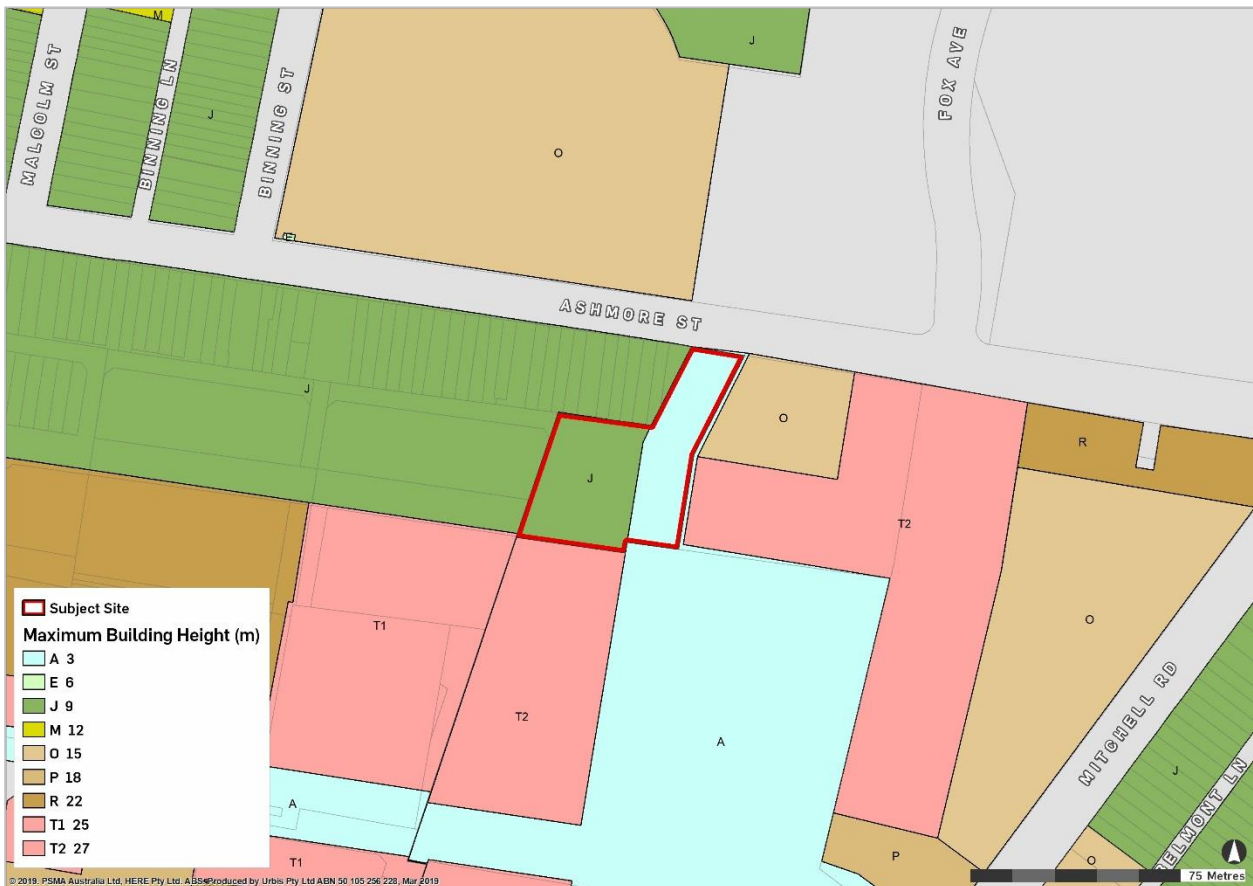 M
J
MALCOLM ST
BINNING LN
J
BINNING ST
O
FOX AVE
E
ASHMORE ST
J
O
R
J
T2
T1
T2
O
A
MITCHELL RD
J
BELMONT LN
A
T1
P
O
Subject Site
Maximum Building Height (m)
A 3
E 6
J 9
M 12
O 15
P 18
R 22
T1 25
T2 27
75 Metres
© 2019. PSMA Australia Ltd, HERE Pty Ltd. ABS. Produced by Urbis Pty Ltd ABN 50 105 256 228, Mar 2019